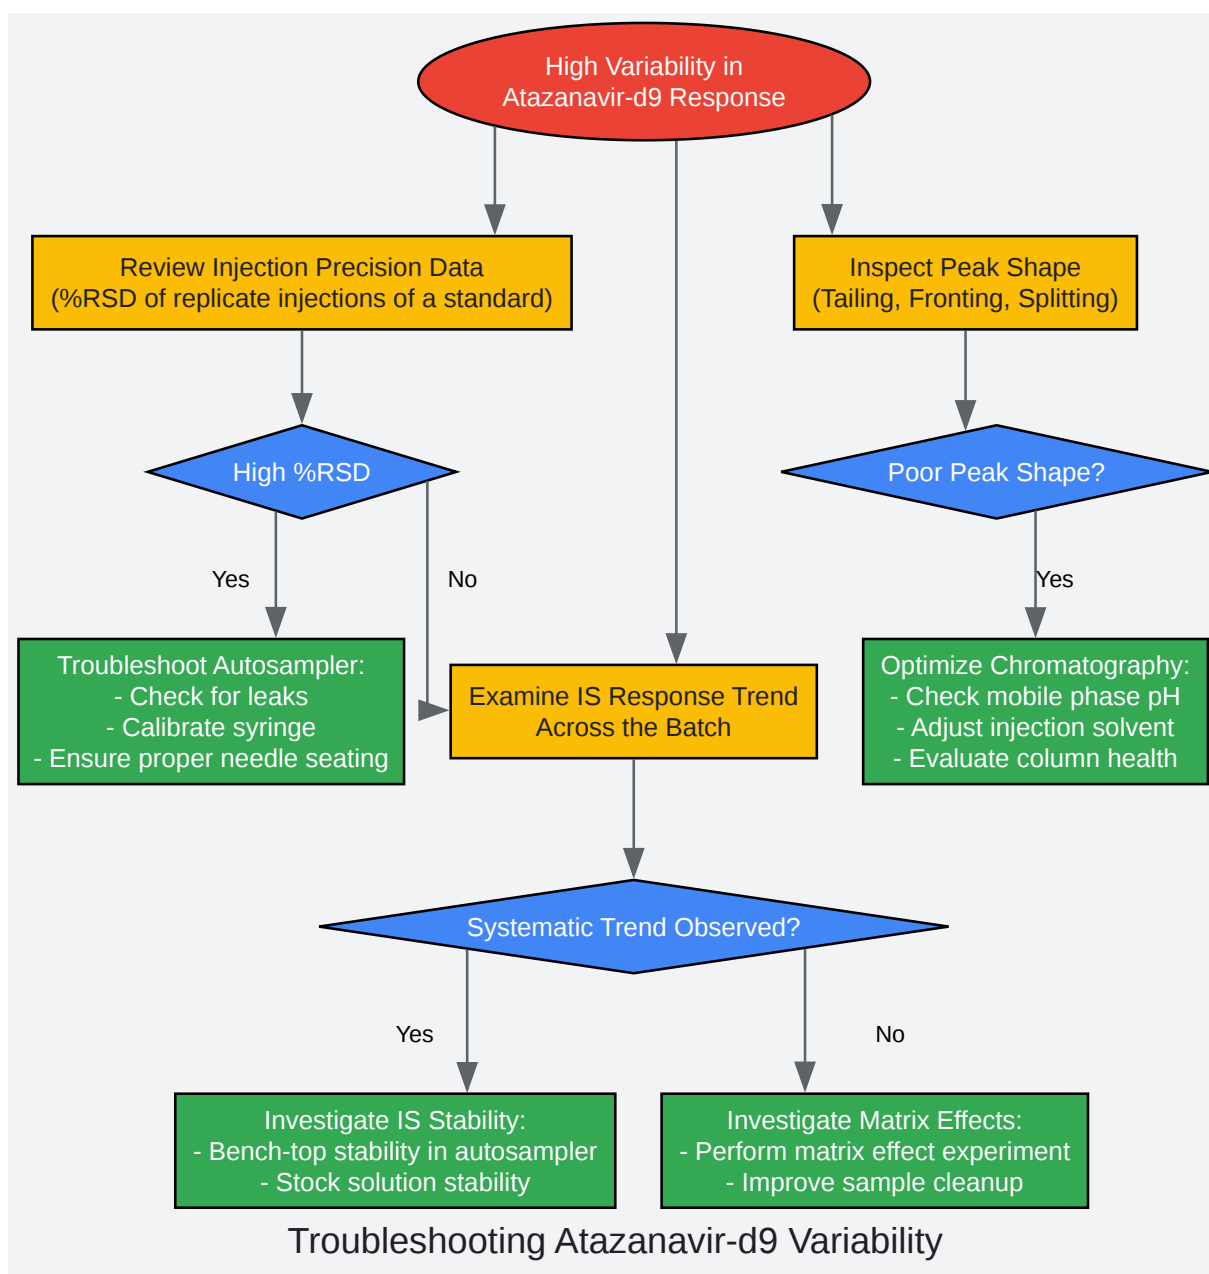 High Variability in
Atazanavir-d9 Response
Review Injection Precision Data
(%RSD of replicate injections of a standard)
Inspect Peak Shape
(Tailing, Fronting, Splitting)
High %RSD
Poor Peak Shape?
Yes
No
Yes
Troubleshoot Autosampler:
- Check for leaks
- Calibrate syringe
- Ensure proper needle seating
Examine IS Response Trend
Across the Batch
Optimize Chromatography:
- Check mobile phase pH
- Adjust injection solvent
- Evaluate column health
Systematic Trend Observed?
Yes
No
Investigate IS Stability:
- Bench-top stability in autosampler
- Stock solution stability
Investigate Matrix Effects:
- Perform matrix effect experiment
- Improve sample cleanup
Troubleshooting Atazanavir-d9 Variability